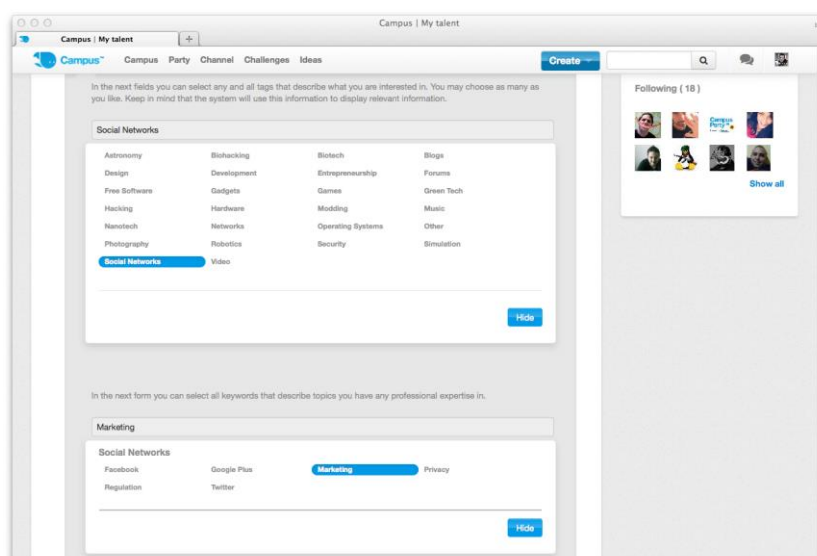 Campus | My talent
Campus | My talent
Campus™ Campus Party Channel Challenges Ideas Create
In the next fields you can select any and all tags that describe what you are interested in. You may choose as many as
you like. Keep in mind that the system will use this information to display relevant information.
Social Networks
Astronomy Biohacking Biotech Blogs
Design Development Entrepreneurship Forums
Free Software Gadgets Games Green Tech
Hacking Hardware Modding Music
Nanotech Networks Operating Systems Other
Photography Robotics Security Simulation
Social Networks Video
Hide
In the next form you can select all keywords that describe topics you have any professional expertise in.
Marketing
Social Networks
Facebook Google Plus Marketing Privacy
Regulation Twitter
Hide
Following ( 18 )
Campus
Party
Show all